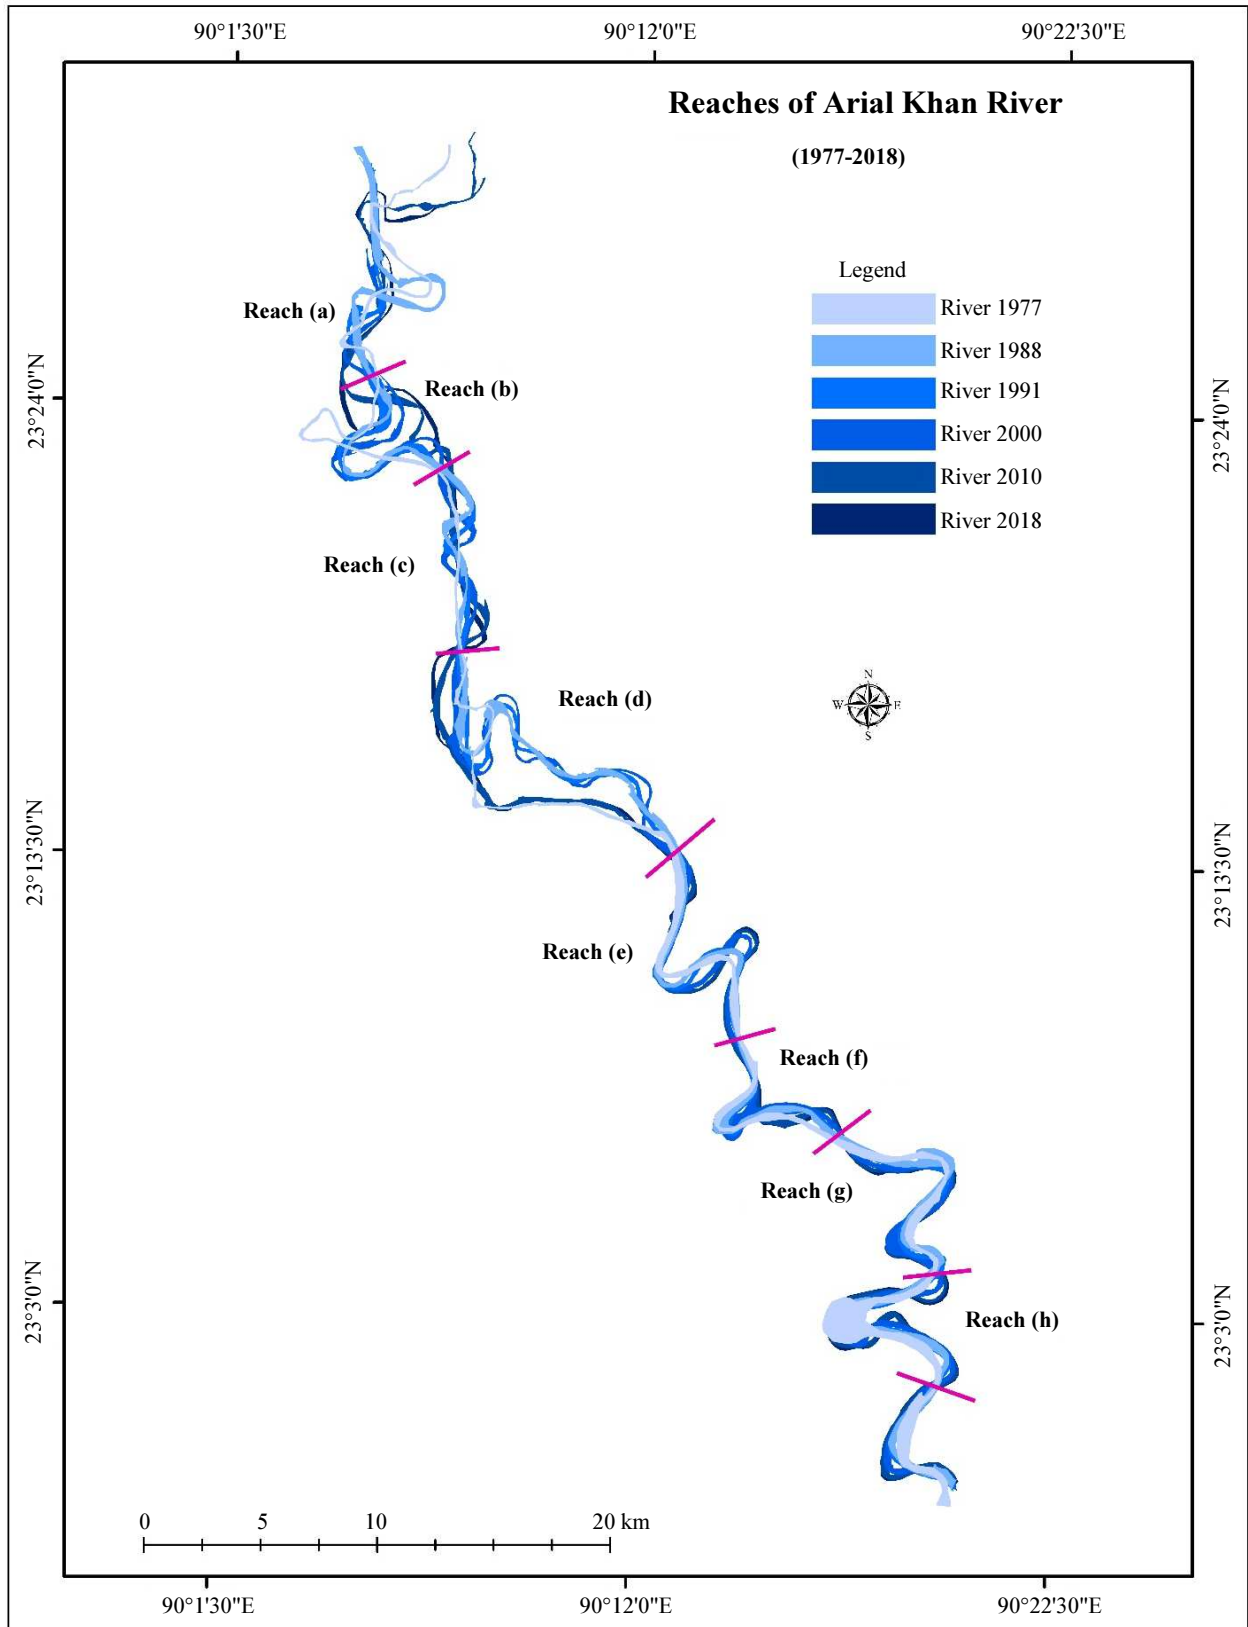 90°1'30"E
90°12'0"E
90°22'30"E
Reaches of Arial Khan River
(1977-2018)
Legend
River 1977
River 1988
River 1991
River 2000
River 2010
River 2018
Reach (a)
Reach (b)
23°24'0"N
23°24'0"N
Reach (c)
N
W E
S
Reach (d)
23°13'30"N
23°13'30"N
Reach (e)
Reach (f)
Reach (g)
23°3'0"N
23°3'0"N
Reach (h)
0 5 10 20 km
90°1'30"E
90°12'0"E
90°22'30"E